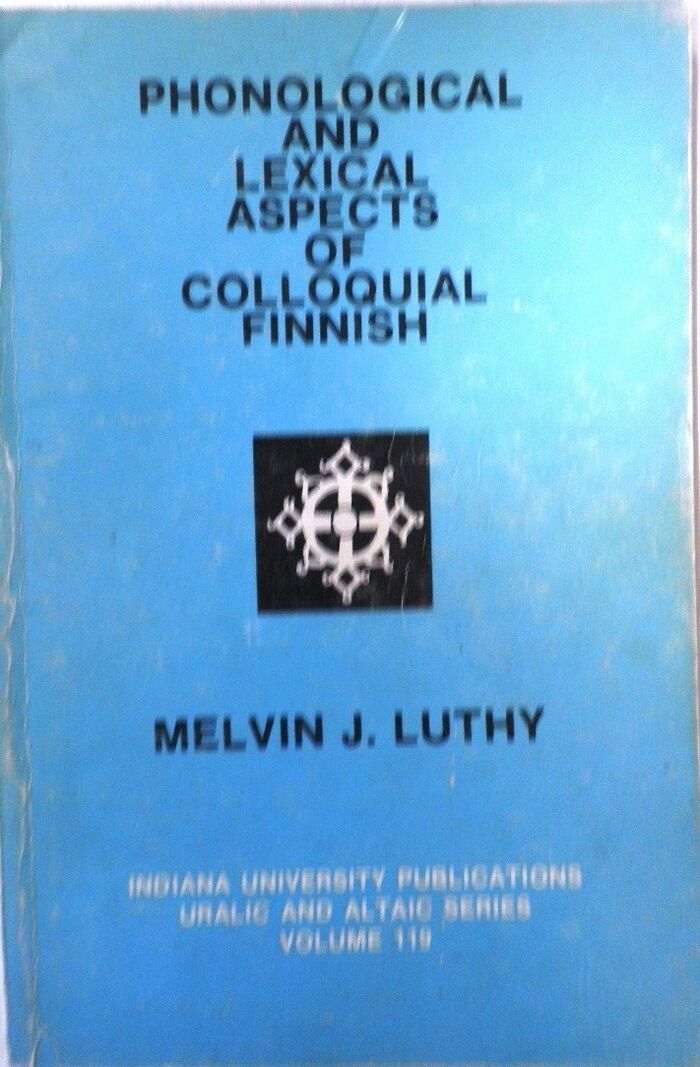 PHONOLOGICAL
AND
LEXICAL
ASPECTS
OF
COLLOQUIAL
FINNISH
MELVIN J. LUTHY
INDIANA UNIVERSITY PUBLICATIONS
URALIC AND ALTAIC SERIES
VOLUME 119